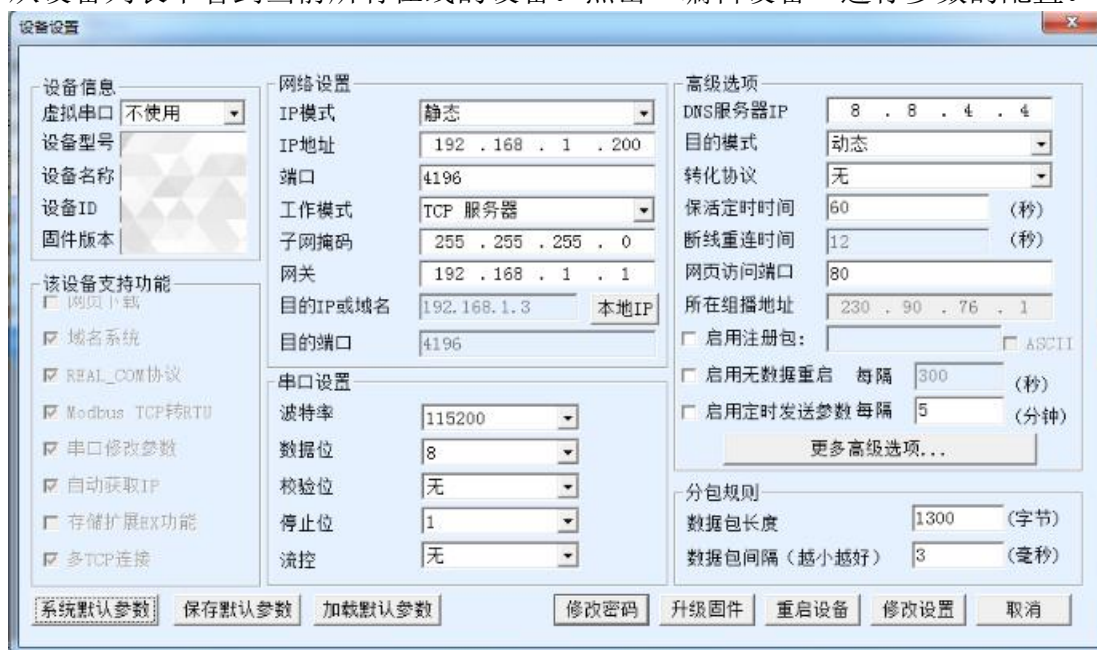 设备设置
设备信息
虚拟串口 不使用
设备型号
设备名称
设备ID
固件版本
该设备支持功能
网页下载
域名系统
REAL_COM协议
Modbus TCP转RTU
串口修改参数
自动获取IP
存储扩展EX功能
多TCP连接
网络设置
IP模式 静态
IP地址 192 . 168 . 1 . 200
端口 4196
工作模式 TCP 服务器
子网掩码 255 . 255 . 255 . 0
网关 192 . 168 . 1 . 1
目的IP或域名 192.168.1.3 本地IP
目的端口 4196
串口设置
波特率 115200
数据位 8
校验位 无
停止位 1
流控 无
高级选项
DNS服务器IP 8 . 8 . 4 . 4
目的模式 动态
转化协议 无
保活定时时间 60 (秒)
断线重连时间 12 (秒)
网页访问端口 80
所在组播地址 230 . 90 . 76 . 1
启用注册包： ASCII
启用无数据重启 每隔 300 (秒)
启用定时发送参数 每隔 5 (分钟)
更多高级选项...
分包规则
数据包长度 1300 (字节)
数据包间隔（越小越好） 3 (毫秒)
系统默认参数 保存默认参数 加载默认参数 修改密码 升级固件 重启设备 修改设置 取消